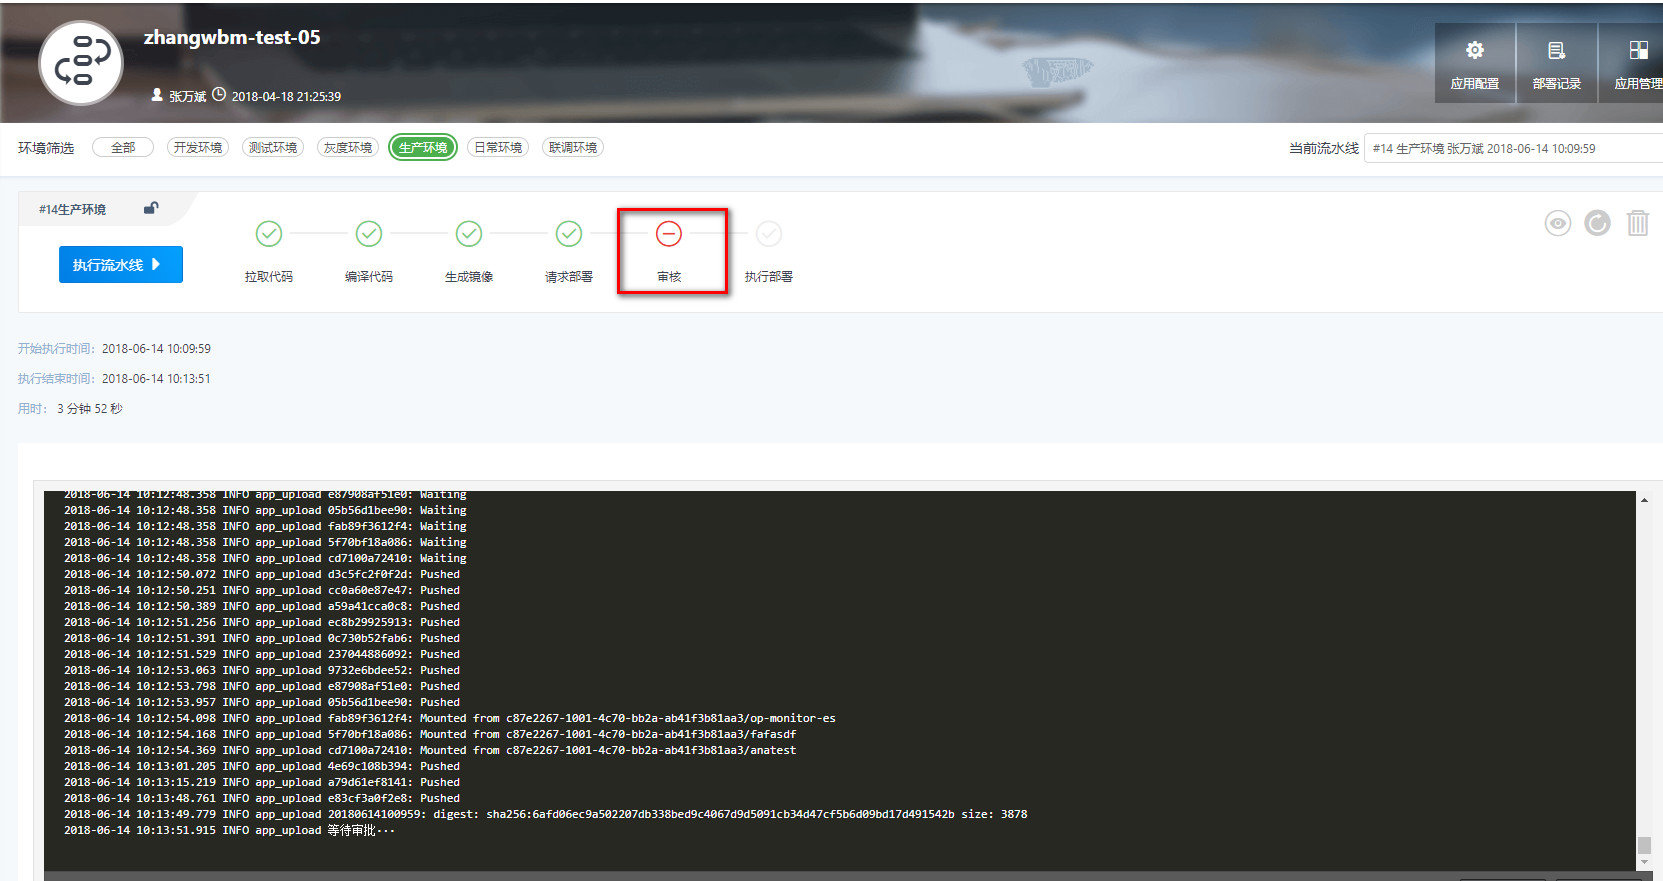 zhangwbm-test-05
张万斌 2018-04-18 21:25:39
应用配置 部署记录 应用管理
环境筛选 全部 开发环境 测试环境 灰度环境 生产环境 日常环境 联调环境 当前流水线 #14 生产环境 张万斌 2018-06-14 10:09:59
#14生产环境
执行流水线
拉取代码 编译代码 生成镜像 请求部署 审核 执行部署
开始执行时间: 2018-06-14 10:09:59
执行结束时间: 2018-06-14 10:13:51
用时: 3 分钟 52 秒
2018-06-14 10:12:48.358 INFO app_upload e87908af51e0: Waiting
2018-06-14 10:12:48.358 INFO app_upload 05b56d1bee90: Waiting
2018-06-14 10:12:48.358 INFO app_upload fab89f3612f4: Waiting
2018-06-14 10:12:48.358 INFO app_upload 5f70bf18a086: Waiting
2018-06-14 10:12:48.358 INFO app_upload cd7100a72410: Waiting
2018-06-14 10:12:50.072 INFO app_upload d3c5fc2f0f2d: Pushed
2018-06-14 10:12:50.251 INFO app_upload cc0a60e87e47: Pushed
2018-06-14 10:12:50.389 INFO app_upload a59a41cca0c8: Pushed
2018-06-14 10:12:51.256 INFO app_upload ec8b29925913: Pushed
2018-06-14 10:12:51.391 INFO app_upload 0c730b52fab6: Pushed
2018-06-14 10:12:51.529 INFO app_upload 237044886092: Pushed
2018-06-14 10:12:53.063 INFO app_upload 9732e6bdee52: Pushed
2018-06-14 10:12:53.798 INFO app_upload e87908af51e0: Pushed
2018-06-14 10:12:53.957 INFO app_upload 05b56d1bee90: Pushed
2018-06-14 10:12:54.098 INFO app_upload fab89f3612f4: Mounted from c87e2267-1001-4c70-bb2a-ab41f3b81aa3/op-monitor-es
2018-06-14 10:12:54.168 INFO app_upload 5f70bf18a086: Mounted from c87e2267-1001-4c70-bb2a-ab41f3b81aa3/fafasdf
2018-06-14 10:12:54.369 INFO app_upload cd7100a72410: Mounted from c87e2267-1001-4c70-bb2a-ab41f3b81aa3/anatest
2018-06-14 10:13:01.205 INFO app_upload 4e69c108b394: Pushed
2018-06-14 10:13:15.219 INFO app_upload a79d61ef8141: Pushed
2018-06-14 10:13:48.761 INFO app_upload e83cf3a0f2e8: Pushed
2018-06-14 10:13:49.779 INFO app_upload 20180614100959: digest: sha256:6afd06ec9a502207db338bed9c4067d9d5091cb34d47cf5b6d09bd17d491542b size: 3878
2018-06-14 10:13:51.915 INFO app_upload 等待审批···